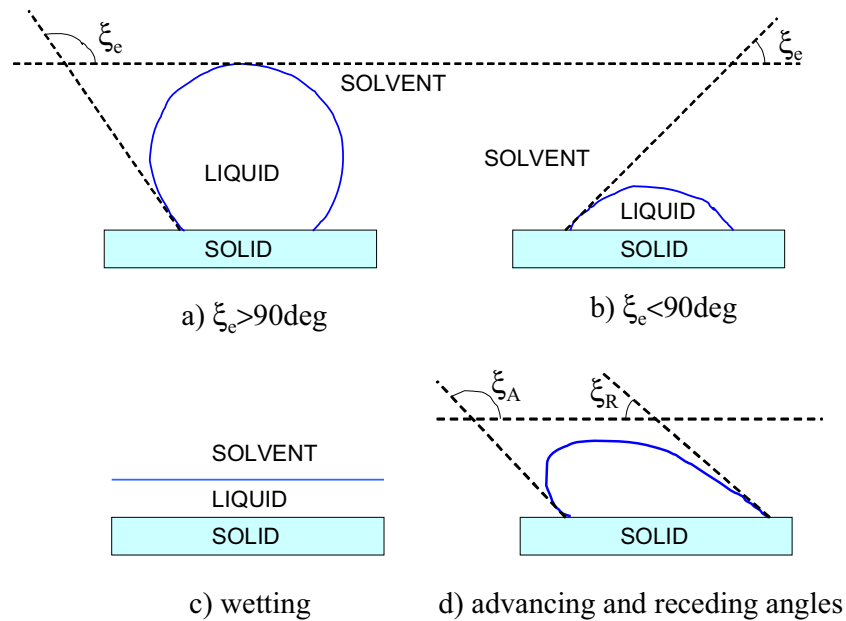 ξe
ξe
SOLVENT
LIQUID
SOLID
a) ξe>90deg
SOLVENT
LIQUID
SOLID
b) ξe<90deg
SOLVENT
LIQUID
SOLID
c) wetting
ξA
ξR
LIQUID
SOLID
d) advancing and receding angles